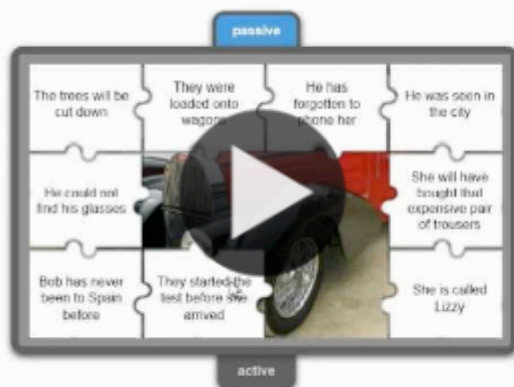 passive
The trees will be
cut down
They were
loaded onto
wagons
He has
forgotten to
phone her
He was seen in
the city
He could not
find his glasses
She will have
bought that
expensive pair
of trousers
Bob has never
been to Spain
before
They started the
test before she
arrived
She is called
Lizzy
active